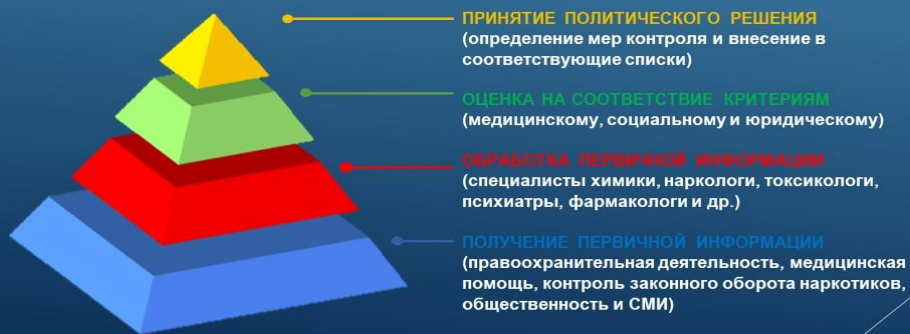 ПРИНЯТИЕ ПОЛИТИЧЕСКОГО РЕШЕНИЯ
(определение мер контроля и внесение в
соответствующие списки)
ОЦЕНКА НА СООТВЕТСТВИЕ КРИТЕРИЯМ
(медицинскому, социальному и юридическому)
ОБРАБОТКА ПЕРВИЧНОЙ ИНФОРМАЦИИ
(специалисты химики, наркологи, токсикологи,
психиатры, фармакологи и др.)
ПОЛУЧЕНИЕ ПЕРВИЧНОЙ ИНФОРМАЦИИ
(правоохранительная деятельность, медицинская
помощь, контроль законного оборота наркотиков,
общественность и СМИ)